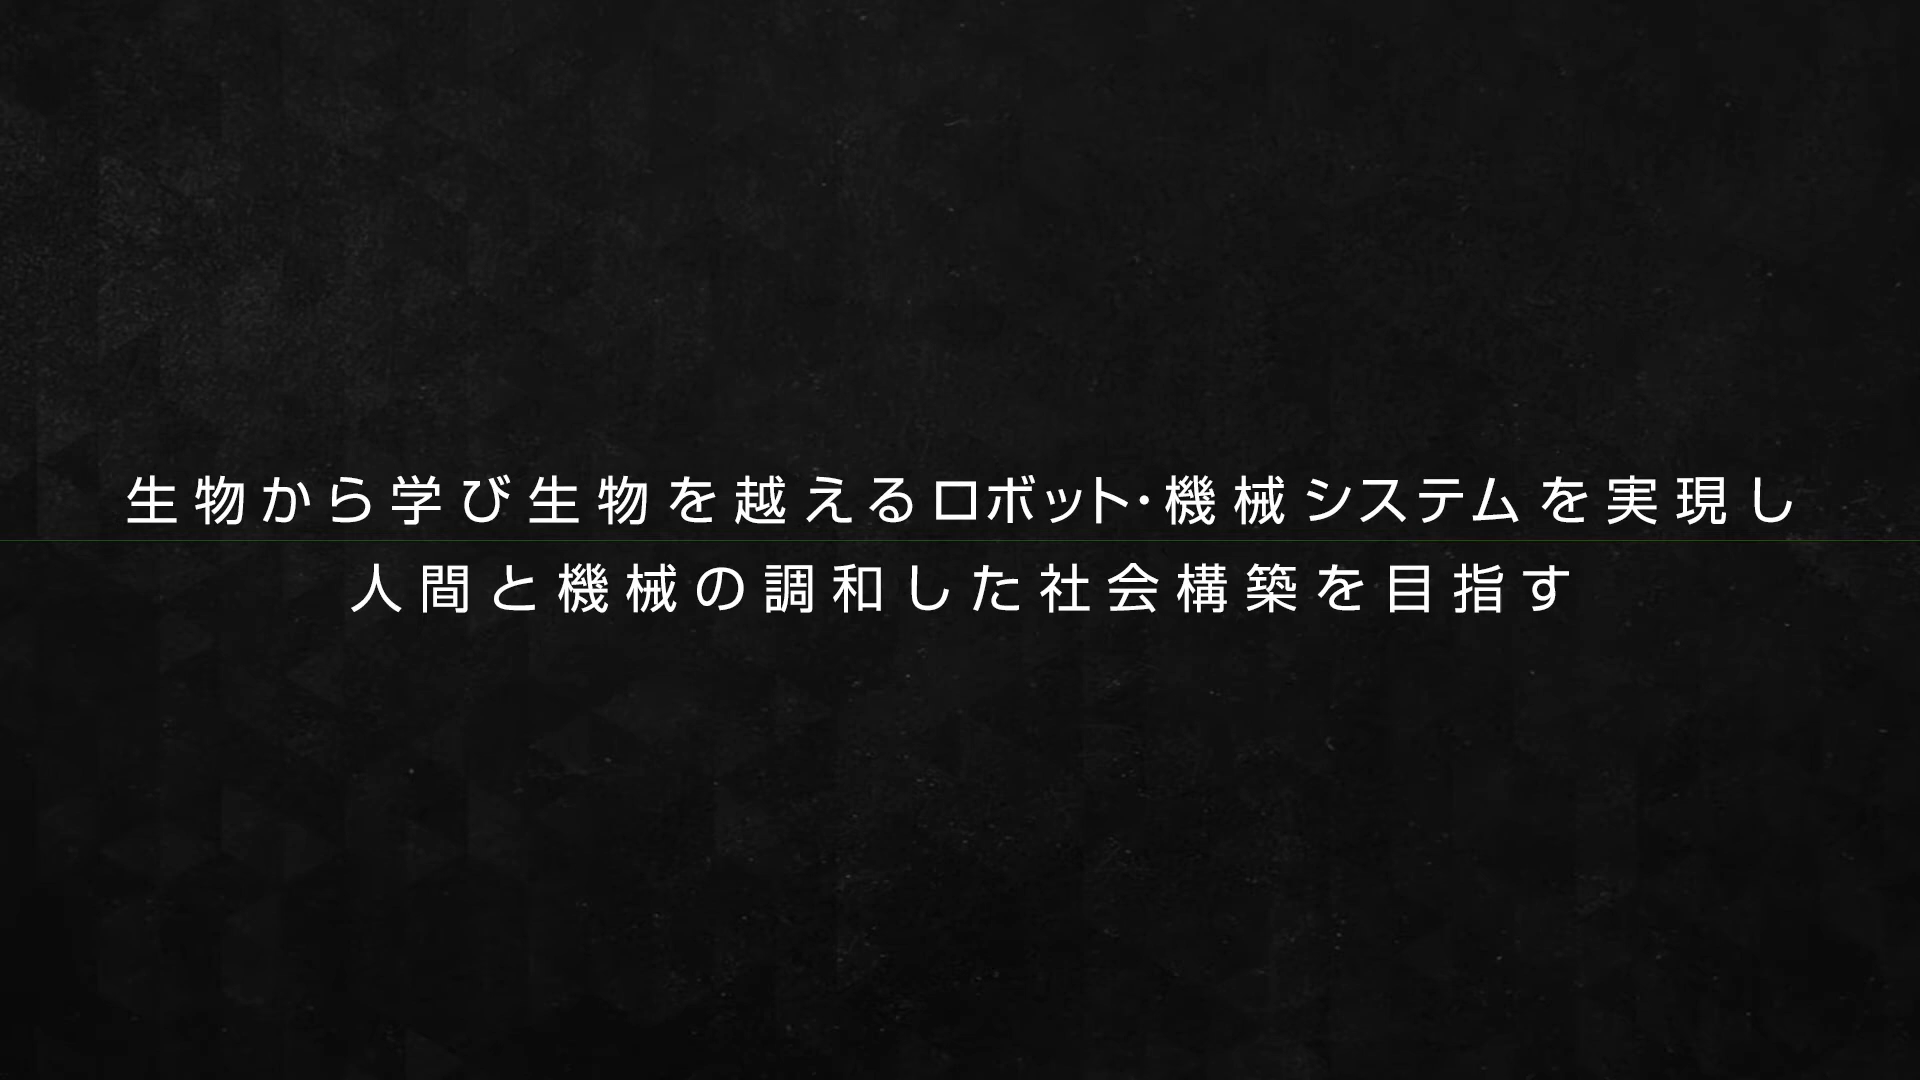 生物から学び生物を越えるロボット・機械システムを実現し
人間と機械の調和した社会構築を目指す